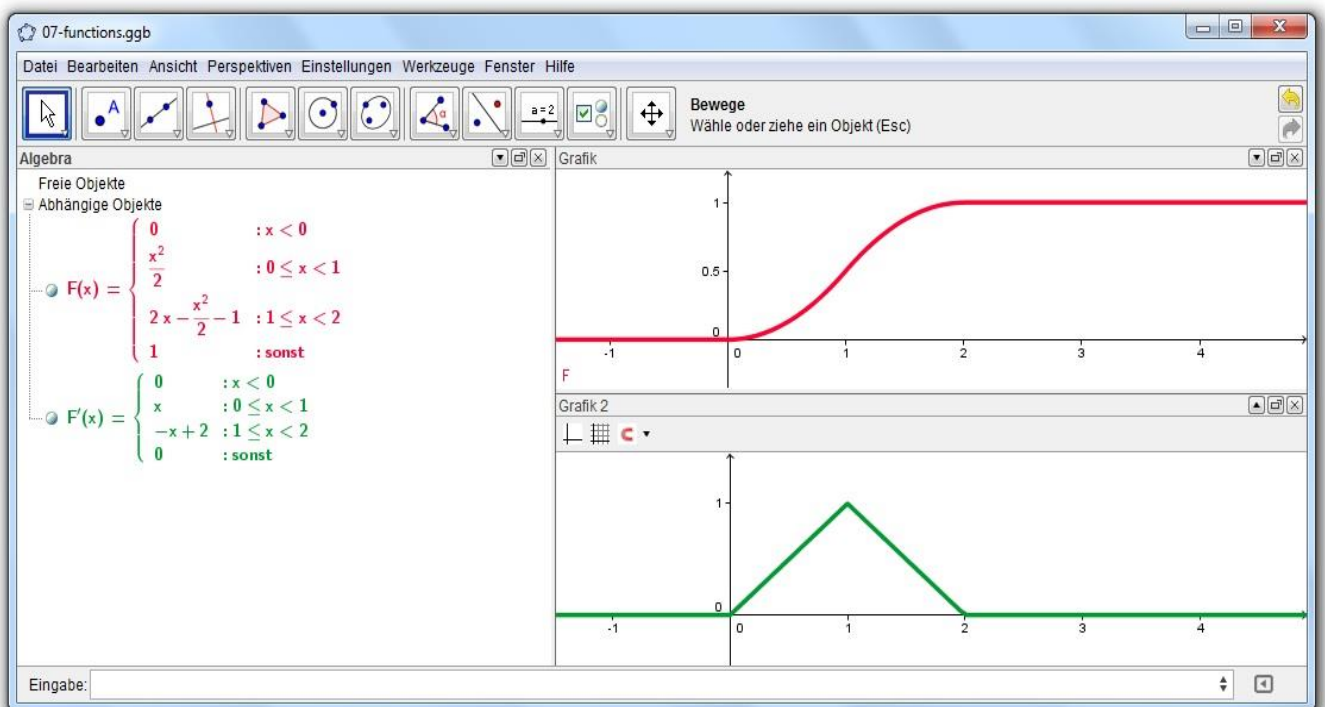 07-functions.ggb
Datei Bearbeiten Ansicht Perspektiven Einstellungen Werkzeuge Fenster Hilfe
A
α
a=2
Bewege
Wähle oder ziehe ein Objekt (Esc)
Algebra
Freie Objekte
Abhängige Objekte
F(x) = { 0 : x < 0
x²/2 : 0 ≤ x < 1
2 x − x²/2 − 1 : 1 ≤ x < 2
1 : sonst
F′(x) = { 0 : x < 0
x : 0 ≤ x < 1
−x + 2 : 1 ≤ x < 2
0 : sonst
Grafik
1
0.5
0
-1 0 1 2 3 4
F
Grafik 2
1
0
-1 0 1 2 3 4
Eingabe: